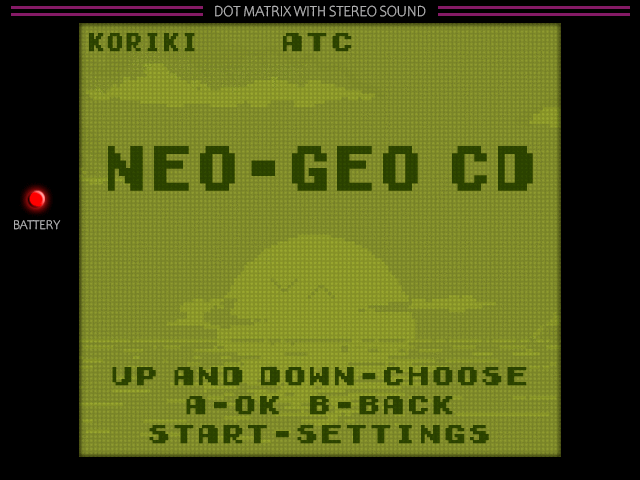 DOT MATRIX WITH STEREO SOUND
KORIKI ATC
NEO-GEO CD
BATTERY
UP AND DOWN-CHOOSE
A-OK B-BACK
START-SETTINGS